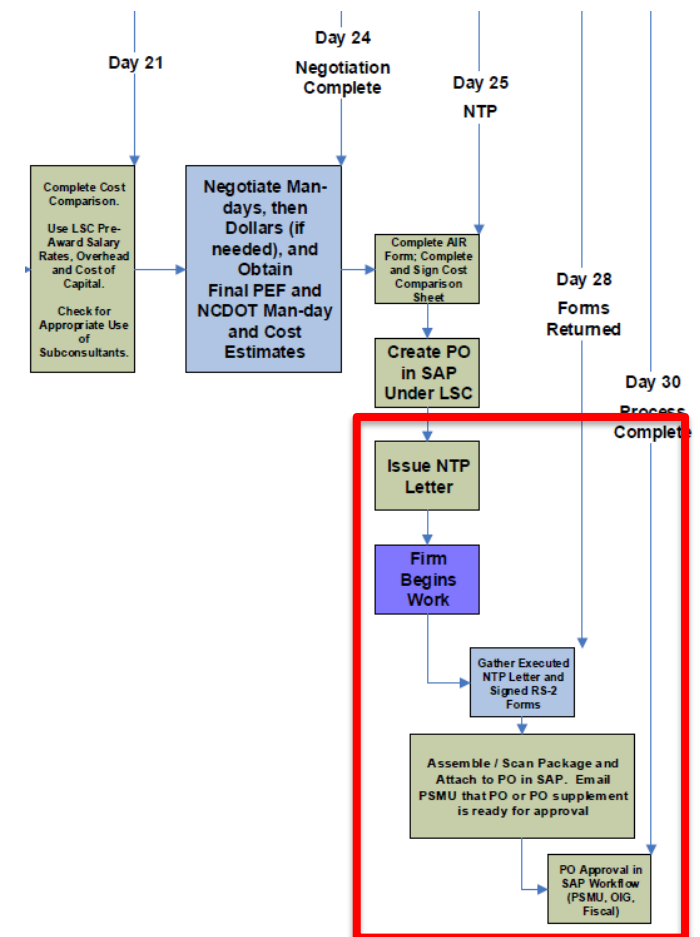 Day 21
Day 24
Negotiation
Complete
Day 25
NTP
Day 28
Forms
Returned
Day 30
Process
Complete
Complete Cost
Comparison.
Use LSC Pre-
Award Salary
Rates, Overhead
and Cost of
Capital.
Check for
Appropriate Use
of
Subconsultants.
Negotiate Man-
days, then
Dollars (if
needed), and
Obtain
Final PEF and
NCDOT Man-day
and Cost
Estimates
Complete AIR
Form; Complete
and Sign Cost
Comparison
Sheet
Create PO
in SAP
Under LSC
Issue NTP
Letter
Firm
Begins
Work
Gather Executed
NTP Letter and
Signed RS-2
Forms
Assemble / Scan Package and
Attach to PO in SAP. Email
PSMU that PO or PO supplement
is ready for approval
PO Approval in
SAP Workflow
(PSMU, OIG,
Fiscal)